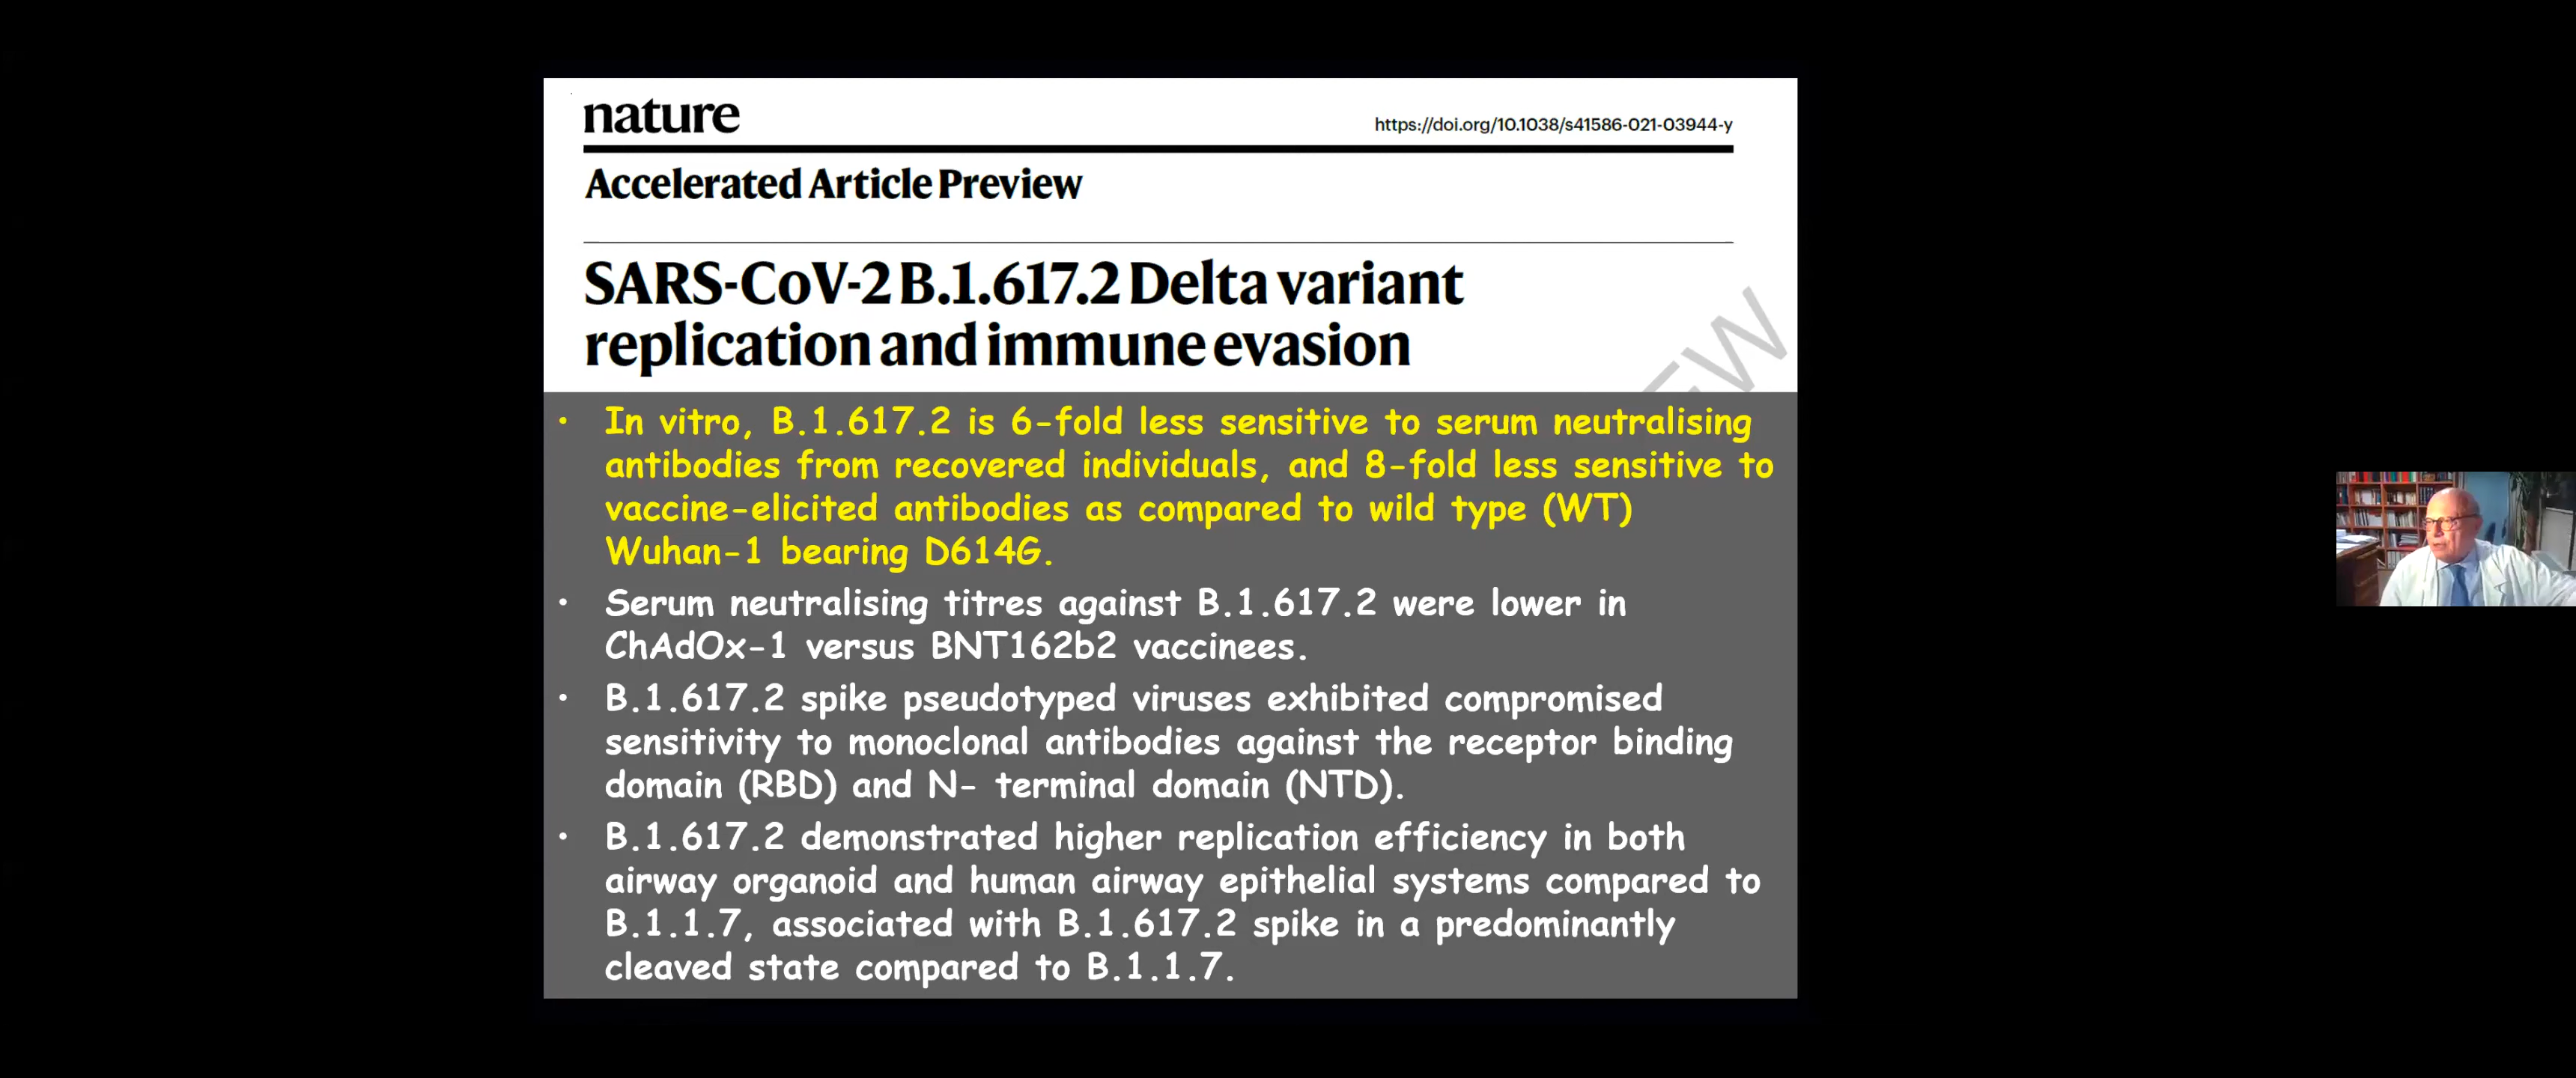 nature
https://doi.org/10.1038/s41586-021-03944-y
Accelerated Article Preview
SARS-CoV-2 B.1.617.2 Delta variant
replication and immune evasion
• In vitro, B.1.617.2 is 6-fold less sensitive to serum neutralising
antibodies from recovered individuals, and 8-fold less sensitive to
vaccine-elicited antibodies as compared to wild type (WT)
Wuhan-1 bearing D614G.
• Serum neutralising titres against B.1.617.2 were lower in
ChAdOx-1 versus BNT162b2 vaccinees.
• B.1.617.2 spike pseudotyped viruses exhibited compromised
sensitivity to monoclonal antibodies against the receptor binding
domain (RBD) and N- terminal domain (NTD).
• B.1.617.2 demonstrated higher replication efficiency in both
airway organoid and human airway epithelial systems compared to
B.1.1.7, associated with B.1.617.2 spike in a predominantly
cleaved state compared to B.1.1.7.